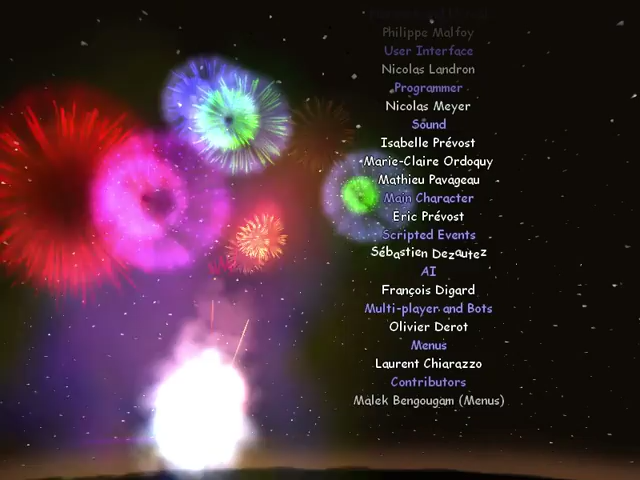 Philippe Malfoy
User Interface
Nicolas Landron
Programmer
Nicolas Meyer
Sound
Isabelle Prévost
Marie-Claire Ordoquy
Mathieu Pavageau
Main Character
Eric Prévost
Scripted Events
Sébastien Dezautez
AI
François Digard
Multi-player and Bots
Olivier Derot
Menus
Laurent Chiarazzo
Contributors
Malek Bengougam (Menus)